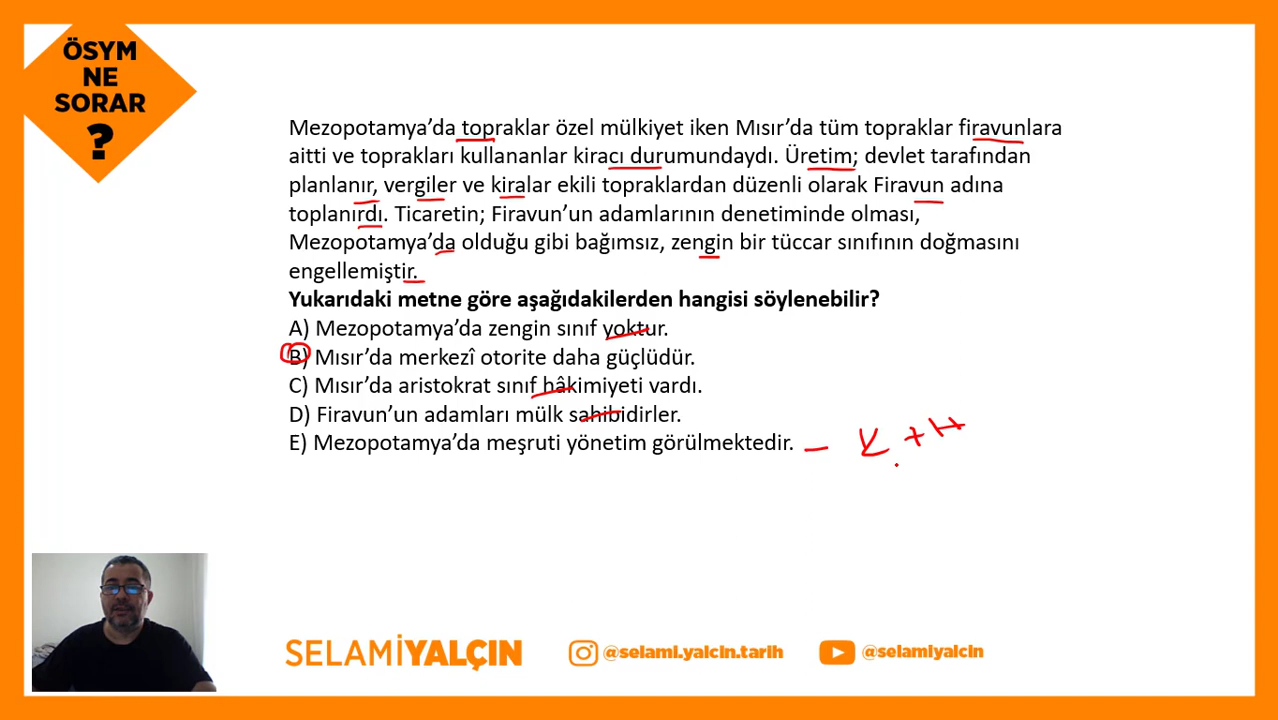 ÖSYM
NE
SORAR
?
Mezopotamya’da topraklar özel mülkiyet iken Mısır’da tüm topraklar firavunlara
aitti ve toprakları kullananlar kiracı durumundaydı. Üretim; devlet tarafından
planlanır, vergiler ve kiralar ekili topraklardan düzenli olarak Firavun adına
toplanırdı. Ticaretin; Firavun’un adamlarının denetiminde olması,
Mezopotamya’da olduğu gibi bağımsız, zengin bir tüccar sınıfının doğmasını
engellemiştir.
Yukarıdaki metne göre aşağıdakilerden hangisi söylenebilir?
A) Mezopotamya’da zengin sınıf yoktur.
B) Mısır’da merkezî otorite daha güçlüdür.
C) Mısır’da aristokrat sınıf hâkimiyeti vardı.
D) Firavun’un adamları mülk sahibidirler.
E) Mezopotamya’da meşruti yönetim görülmektedir. – K + H
SELAMİYALÇIN
@selami.yalcin.tarih
@selamiyalcin